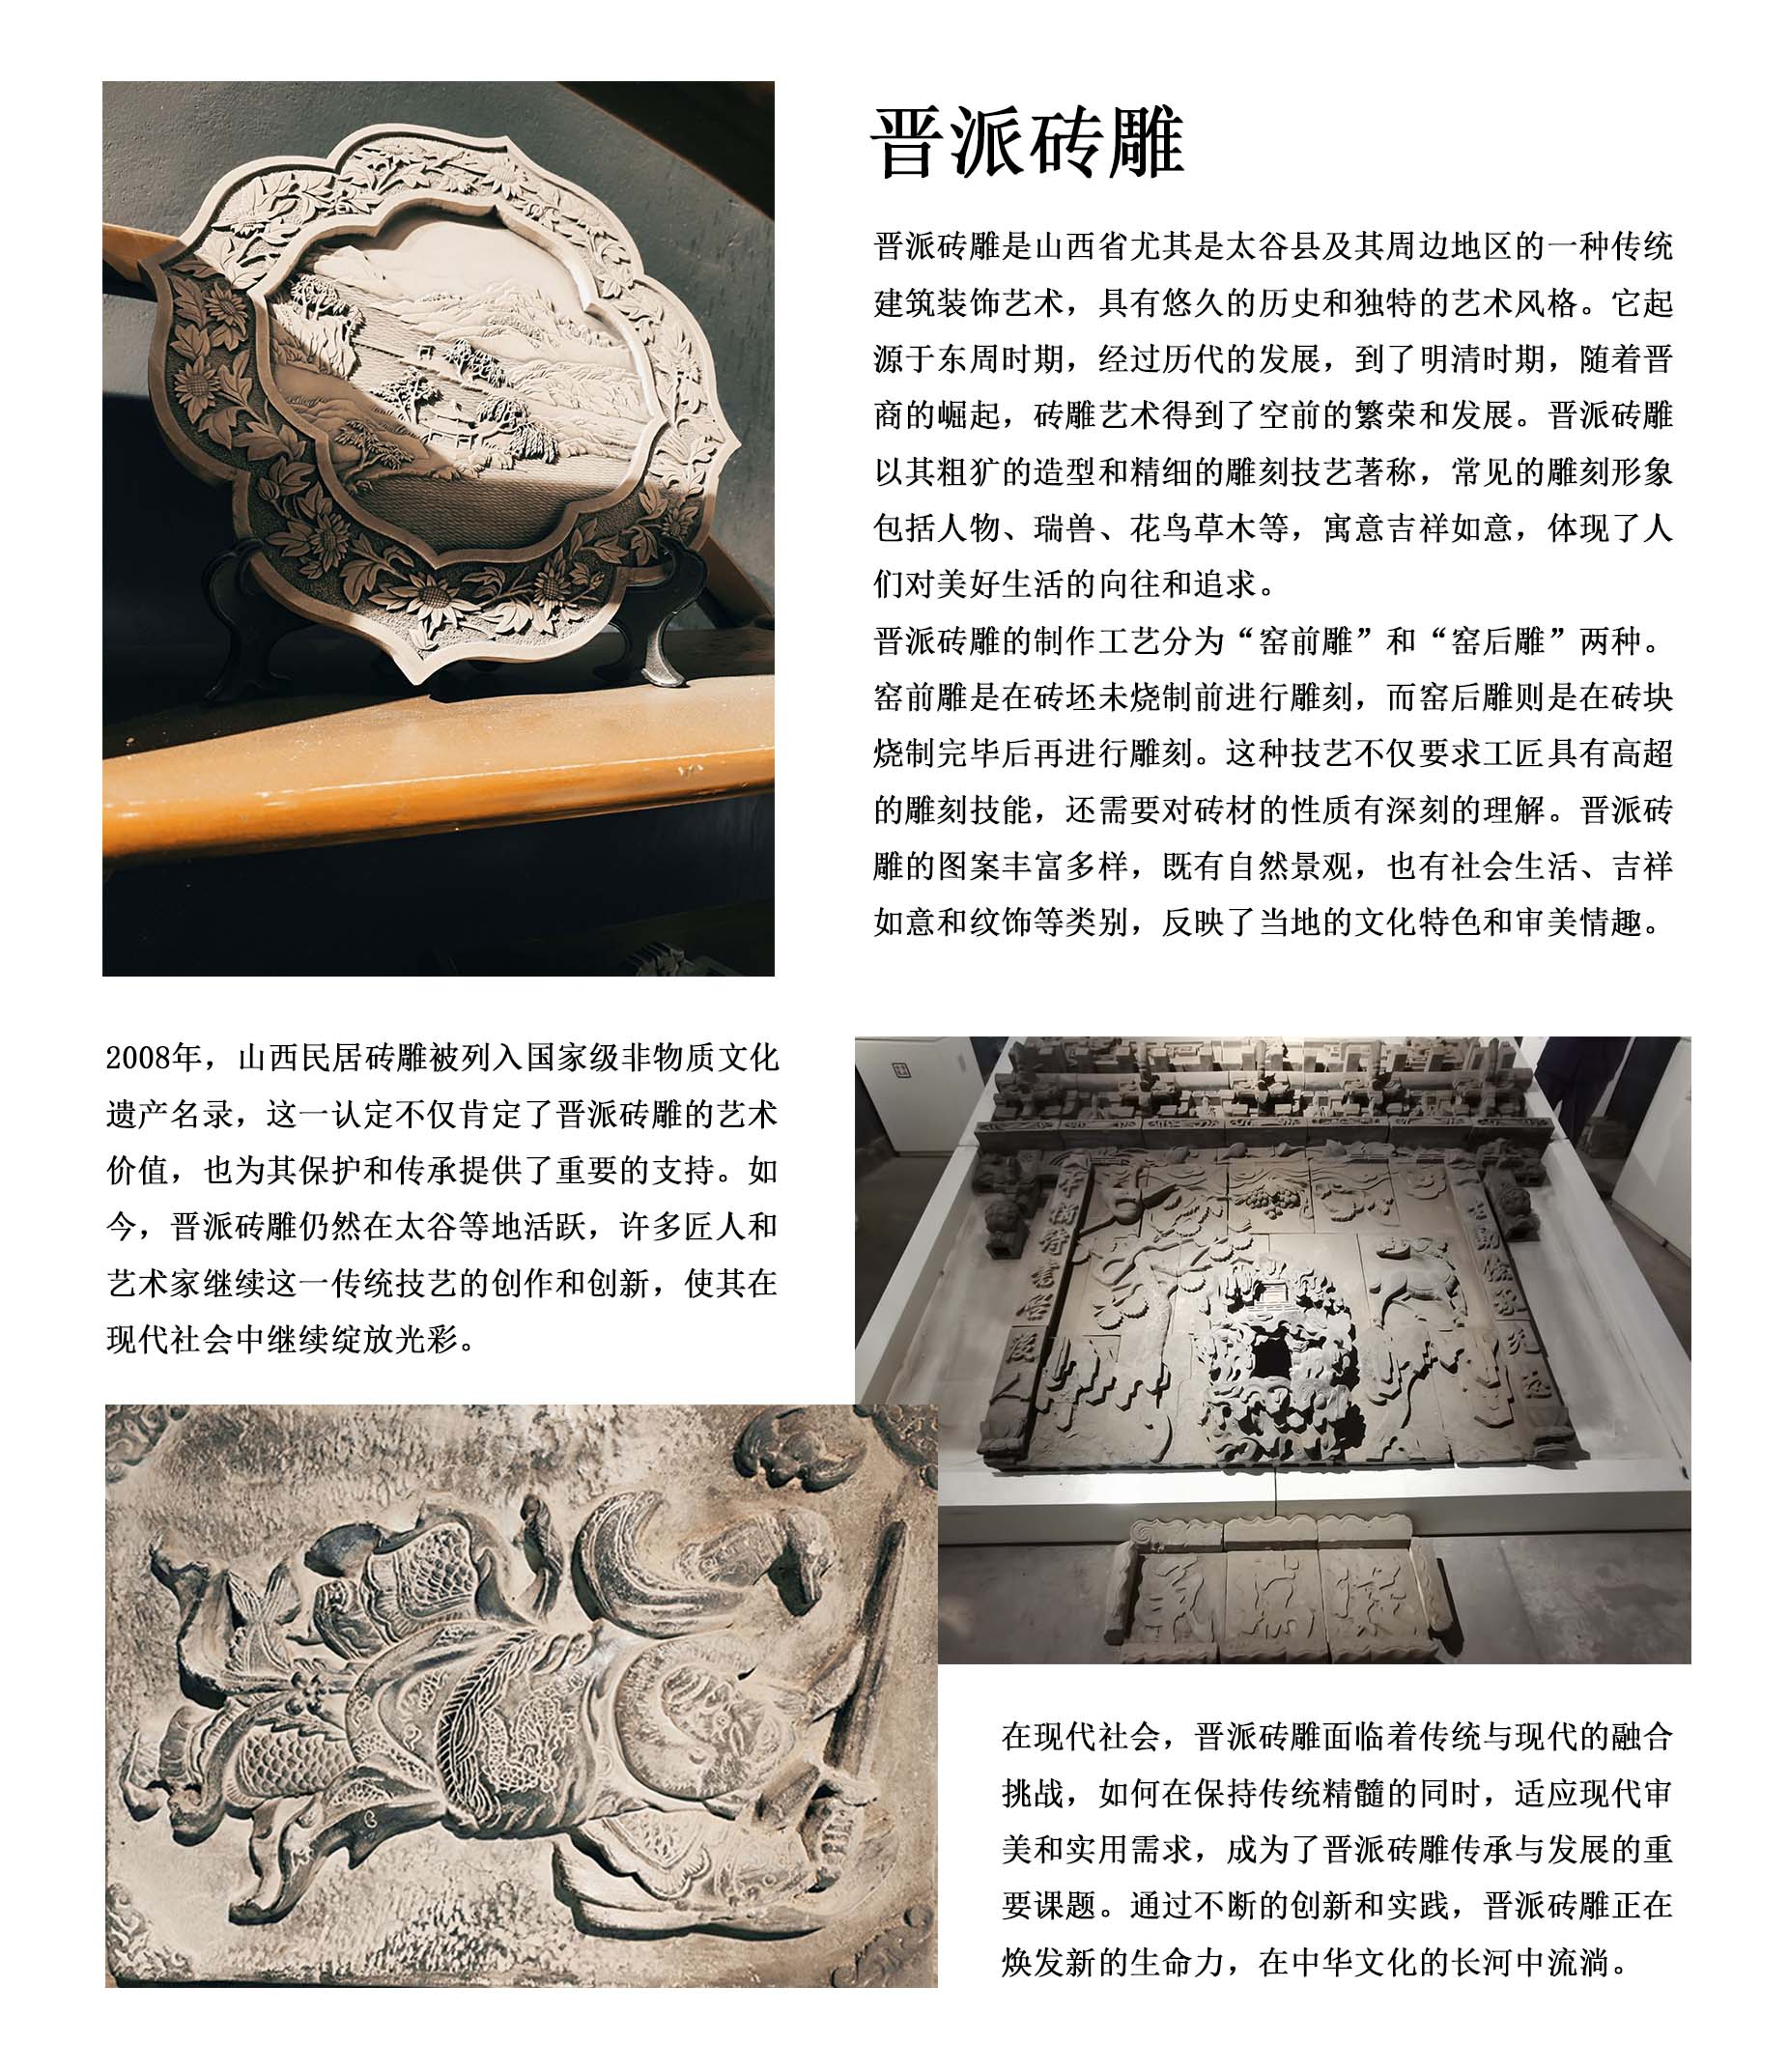 晋派砖雕
晋派砖雕是山西省尤其是太谷县及其周边地区的一种传统
建筑装饰艺术，具有悠久的历史和独特的艺术风格。它起
源于东周时期，经过历代的发展，到了明清时期，随着晋
商的崛起，砖雕艺术得到了空前的繁荣和发展。晋派砖雕
以其粗犷的造型和精细的雕刻技艺著称，常见的雕刻形象
包括人物、瑞兽、花鸟草木等，寓意吉祥如意，体现了人
们对美好生活的向往和追求。
晋派砖雕的制作工艺分为“窑前雕”和“窑后雕”两种。
窑前雕是在砖坯未烧制前进行雕刻，而窑后雕则是在砖块
烧制完毕后再进行雕刻。这种技艺不仅要求工匠具有高超
的雕刻技能，还需要对砖材的性质有深刻的理解。晋派砖
雕的图案丰富多样，既有自然景观，也有社会生活、吉祥
如意和纹饰等类别，反映了当地的文化特色和审美情趣。
2008年，山西民居砖雕被列入国家级非物质文化
遗产名录，这一认定不仅肯定了晋派砖雕的艺术
价值，也为其保护和传承提供了重要的支持。如
今，晋派砖雕仍然在太谷等地活跃，许多匠人和
艺术家继续这一传统技艺的创作和创新，使其在
现代社会中继续绽放光彩。
在现代社会，晋派砖雕面临着传统与现代的融合
挑战，如何在保持传统精髓的同时，适应现代审
美和实用需求，成为了晋派砖雕传承与发展的重
要课题。通过不断的创新和实践，晋派砖雕正在
焕发新的生命力，在中华文化的长河中流淌。